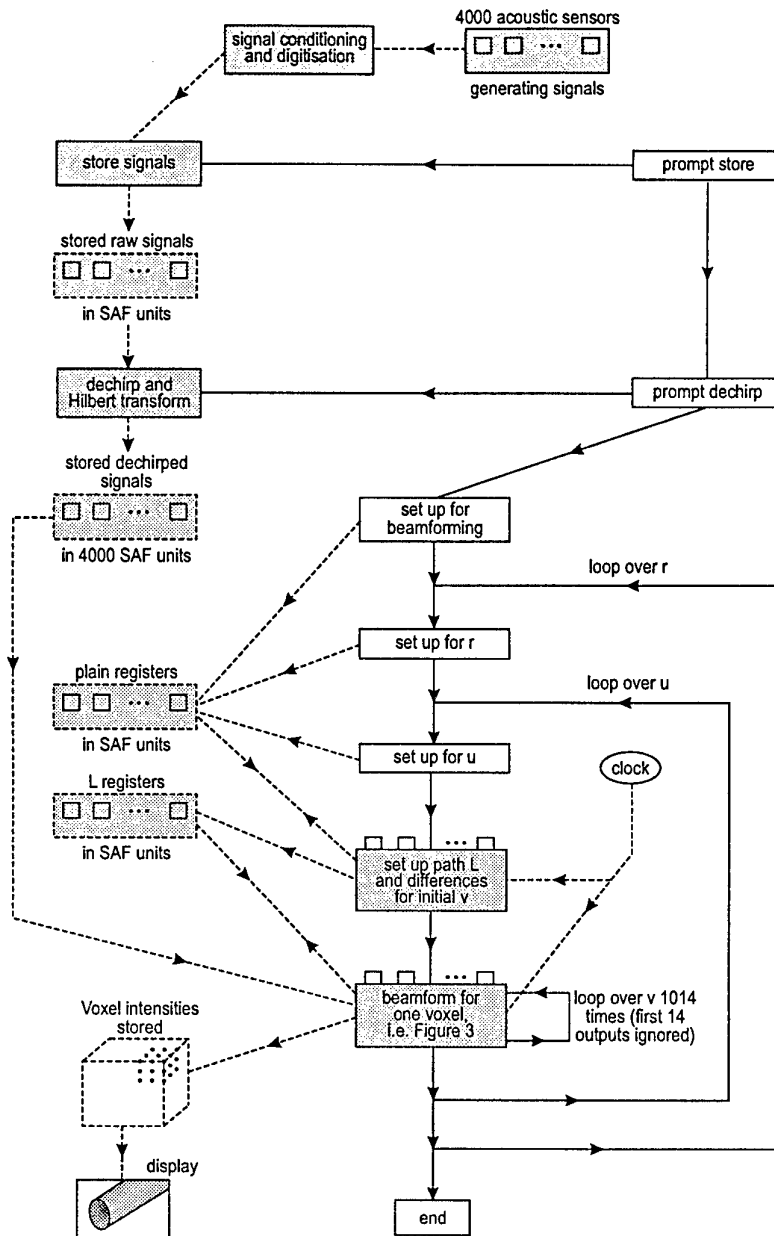 4000 acoustic sensors
signal conditioning
and digitisation
...
generating signals
store signals
prompt store
stored raw signals
...
in SAF units
dechirp and
Hilbert transform
prompt dechirp
stored dechirped
signals
...
in 4000 SAF units
set up for
beamforming
loop over r
set up for r
plain registers
...
in SAF units
loop over u
set up for u
clock
L registers
...
in SAF units
...
set up path L
and differences
for initial v
...
beamform for
one voxel,
i.e. Figure 3
loop over v 1014
times (first 14
outputs ignored)
Voxel intensities
stored
display
end